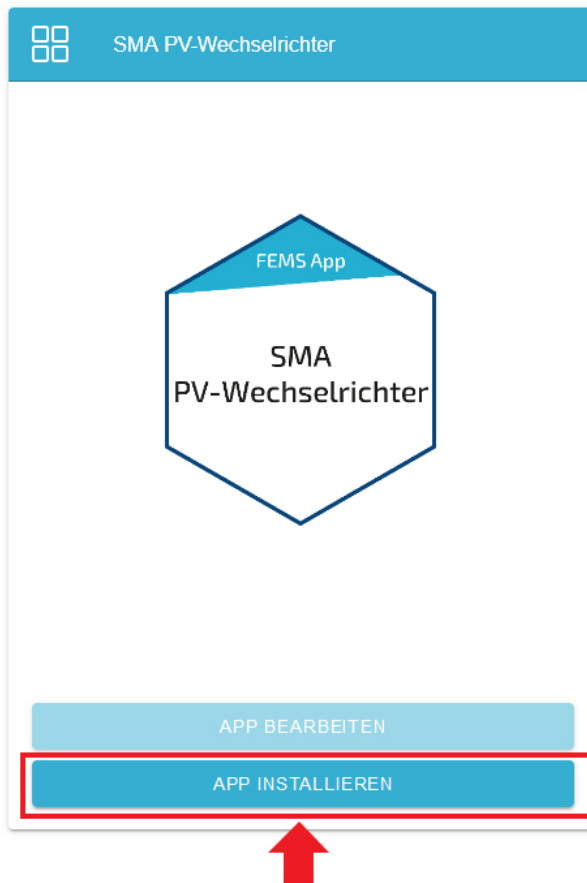 SMA PV-Wechselrichter
FEMS App
SMA
PV-Wechselrichter
APP BEARBEITEN
APP INSTALLIEREN